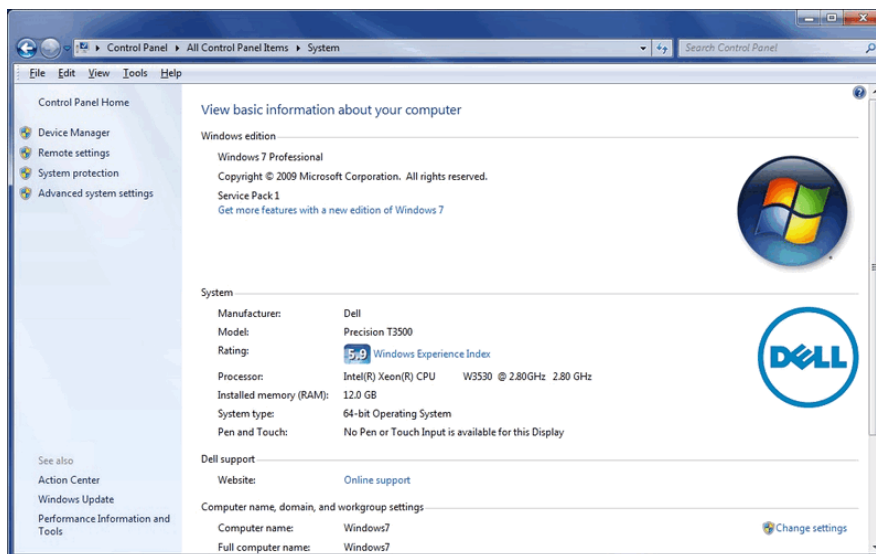 Control Panel ▸ All Control Panel Items ▸ System
Search Control Panel
File Edit View Tools Help
Control Panel Home
Device Manager
Remote settings
System protection
Advanced system settings
See also
Action Center
Windows Update
Performance Information and
Tools
View basic information about your computer
Windows edition
Windows 7 Professional
Copyright © 2009 Microsoft Corporation. All rights reserved.
Service Pack 1
Get more features with a new edition of Windows 7
System
Manufacturer: Dell
Model: Precision T3500
Rating: 5.9 Windows Experience Index
Processor: Intel(R) Xeon(R) CPU W3530 @ 2.80GHz 2.80 GHz
Installed memory (RAM): 12.0 GB
System type: 64-bit Operating System
Pen and Touch: No Pen or Touch Input is available for this Display
DELL
Dell support
Website: Online support
Computer name, domain, and workgroup settings
Computer name: Windows7
Change settings
Full computer name: Windows7